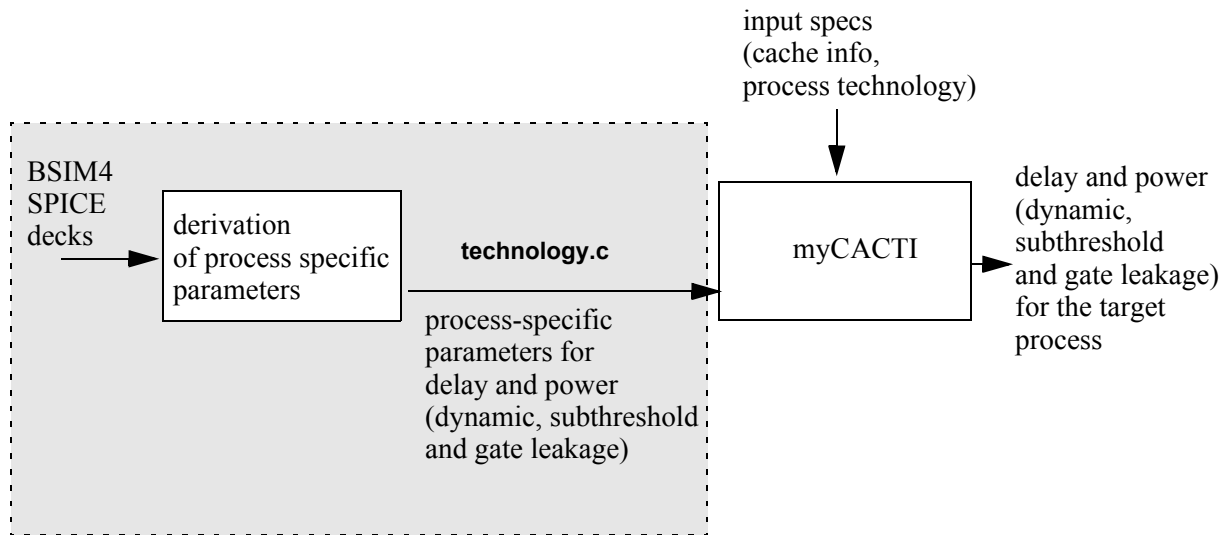 input specs
(cache info,
process technology)
BSIM4
SPICE
decks
derivation
of process specific
parameters
technology.c
process-specific
parameters for
delay and power
(dynamic, subthreshold
and gate leakage)
myCACTI
delay and power
(dynamic,
subthreshold
and gate leakage)
for the target
process